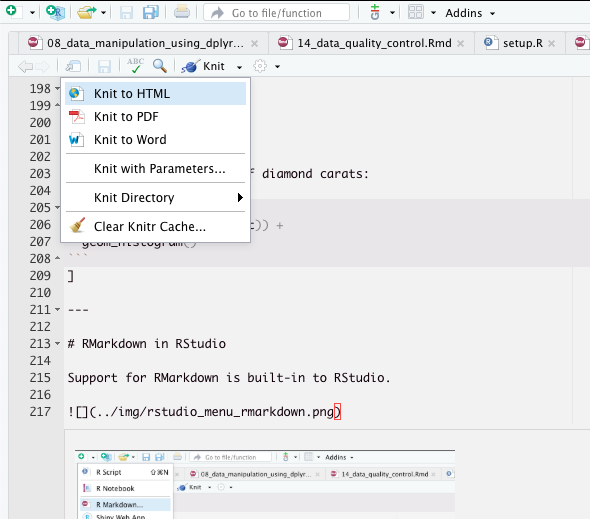 Go to file/function
Addins
08_data_manipulation_using_dplyr...
14_data_quality_control.Rmd
setup.R
ABC
Knit
Knit to HTML
Knit to PDF
Knit to Word
Knit with Parameters...
Knit Directory
Clear Knitr Cache...
198
199
200
201
202
203 f diamond carats:
204
205
206 )) +
207 geom_histogram()
208 ```
209 ]
210
211 ---
212
213 # RMarkdown in RStudio
214
215 Support for RMarkdown is built-in to RStudio.
216
217 ![](../img/rstudio_menu_rmarkdown.png)
Go to file/function
Addins
R Script ⇧⌘N
08_data_manipulation_using_dplyr...
14_data_quality_control.Rmd
R Notebook
Knit
R Markdown...
Shiny Web App...